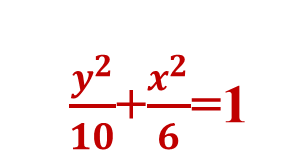 y²/10 + x²/6 = 1